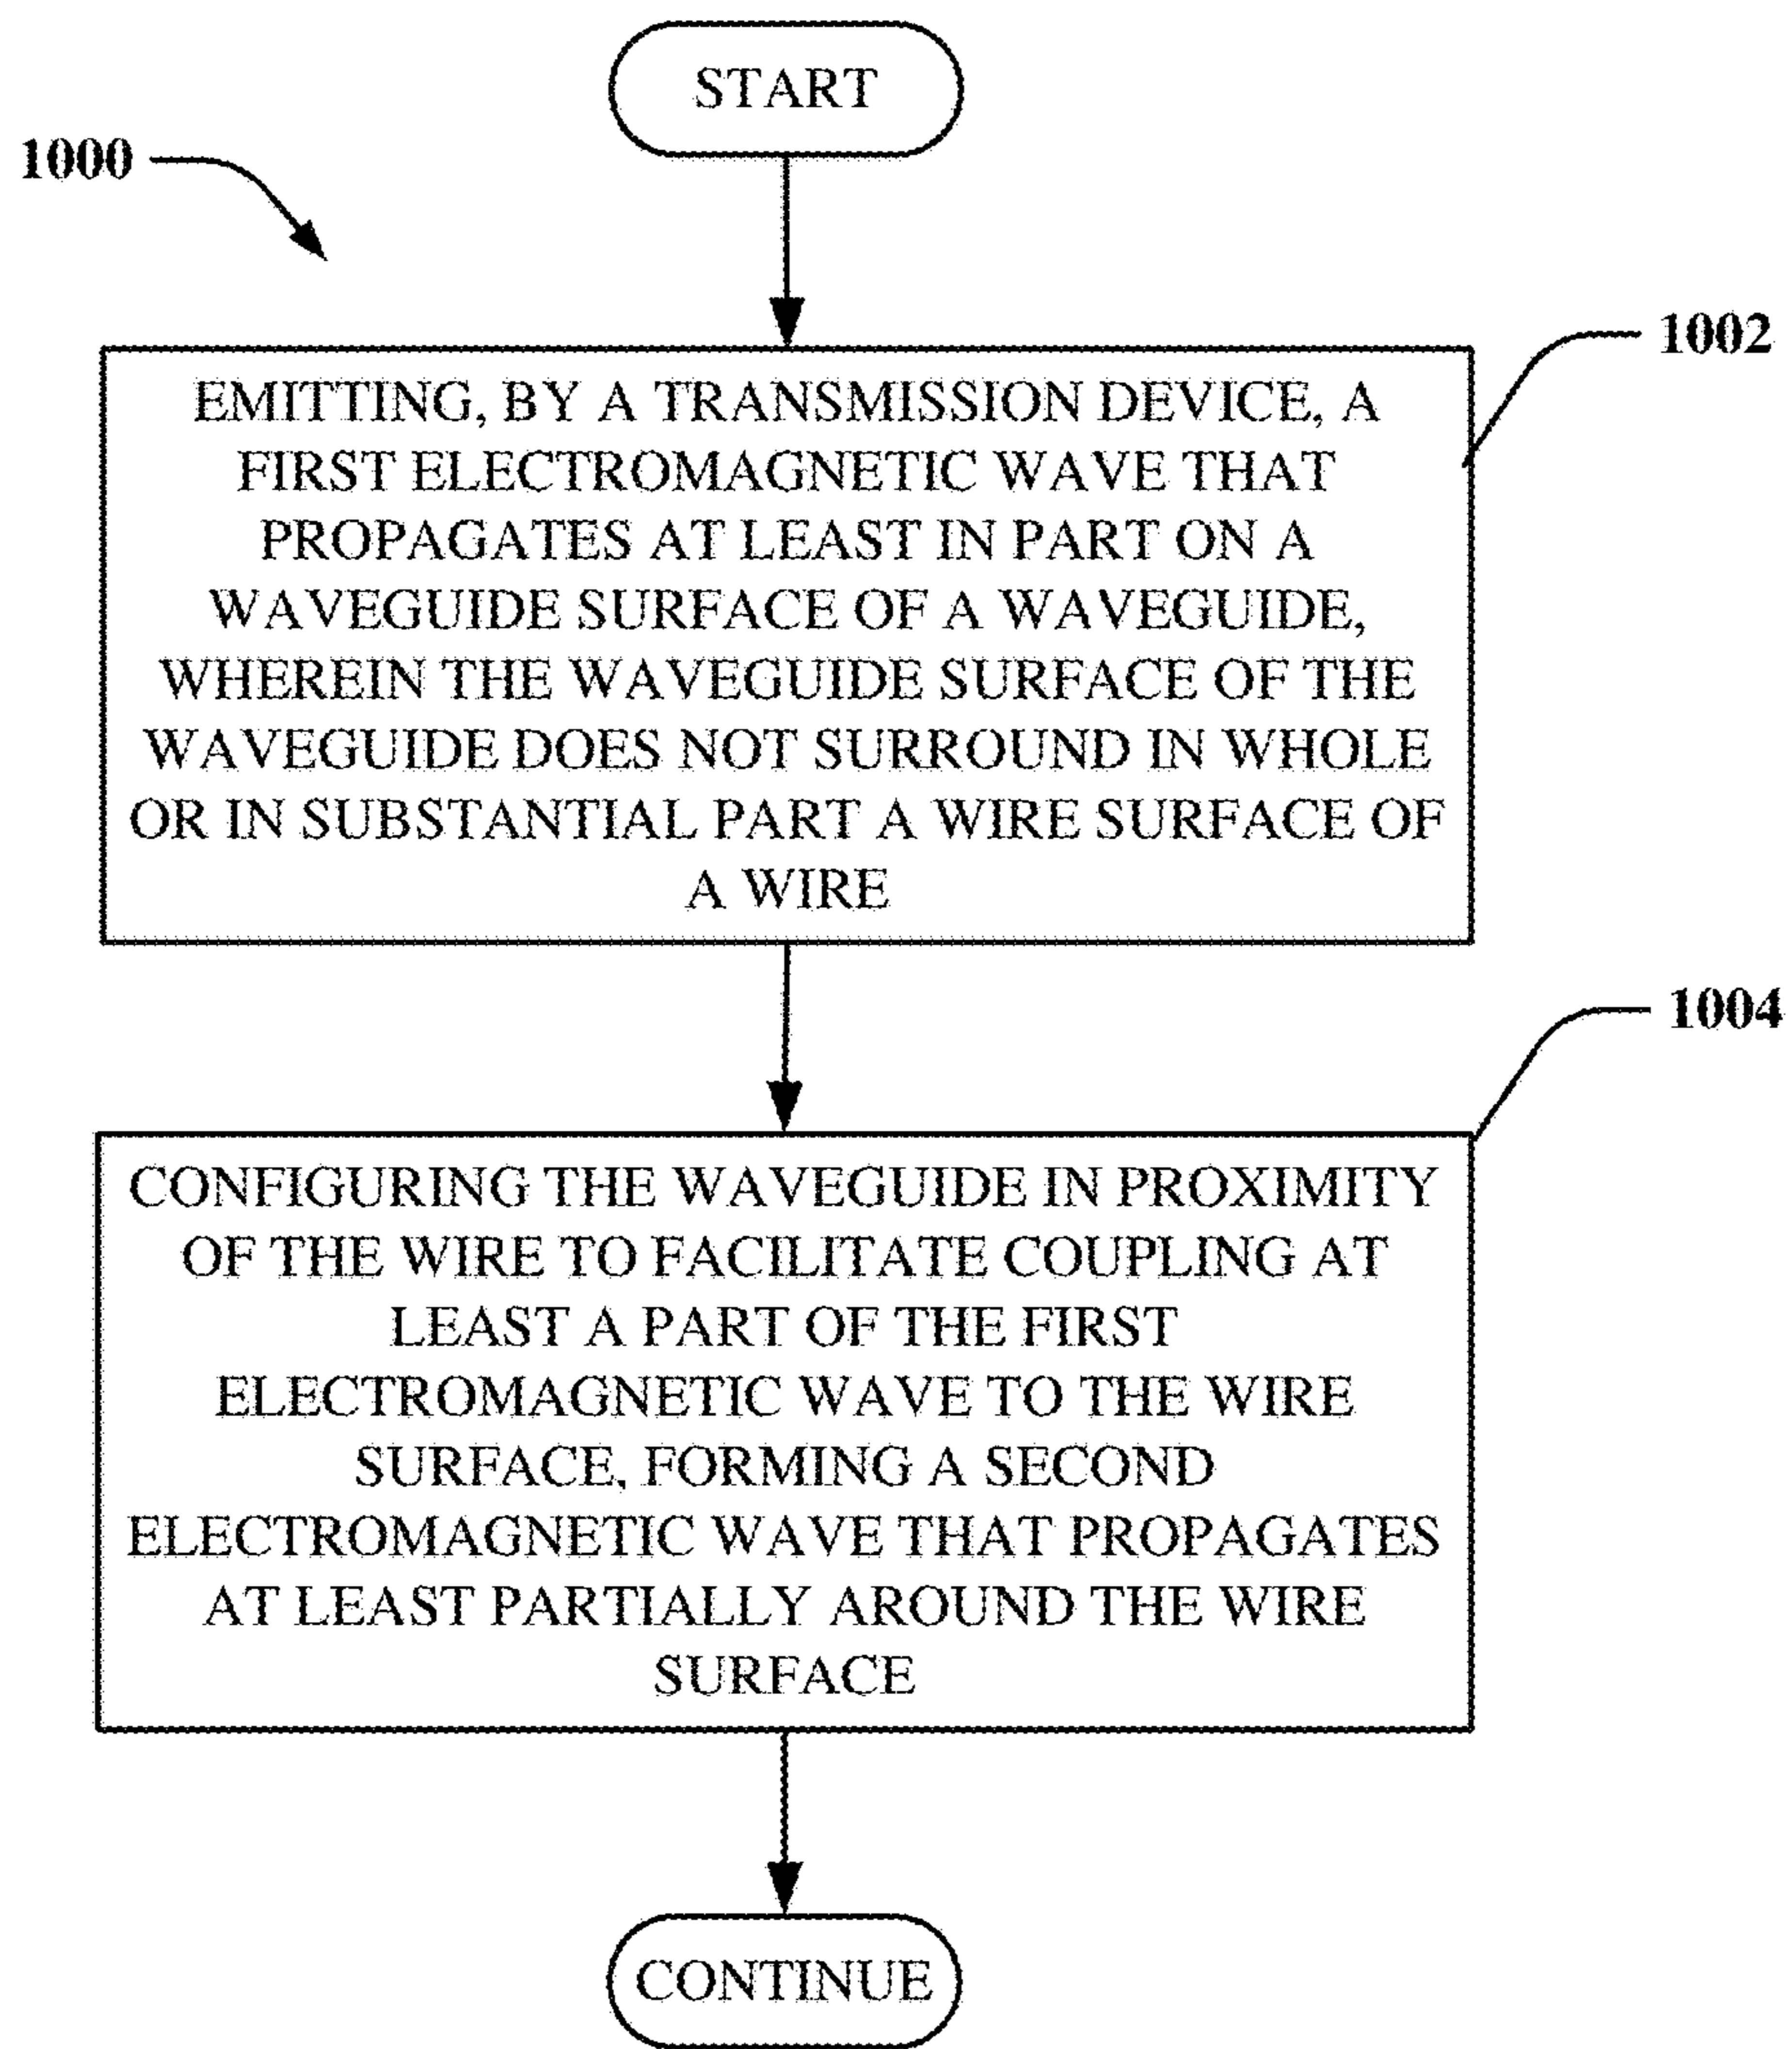 START
1000
1002
EMITTING, BY A TRANSMISSION DEVICE, A
FIRST ELECTROMAGNETIC WAVE THAT
PROPAGATES AT LEAST IN PART ON A
WAVEGUIDE SURFACE OF A WAVEGUIDE,
WHEREIN THE WAVEGUIDE SURFACE OF THE
WAVEGUIDE DOES NOT SURROUND IN WHOLE
OR IN SUBSTANTIAL PART A WIRE SURFACE OF
A WIRE
1004
CONFIGURING THE WAVEGUIDE IN PROXIMITY
OF THE WIRE TO FACILITATE COUPLING AT
LEAST A PART OF THE FIRST
ELECTROMAGNETIC WAVE TO THE WIRE
SURFACE, FORMING A SECOND
ELECTROMAGNETIC WAVE THAT PROPAGATES
AT LEAST PARTIALLY AROUND THE WIRE
SURFACE
CONTINUE